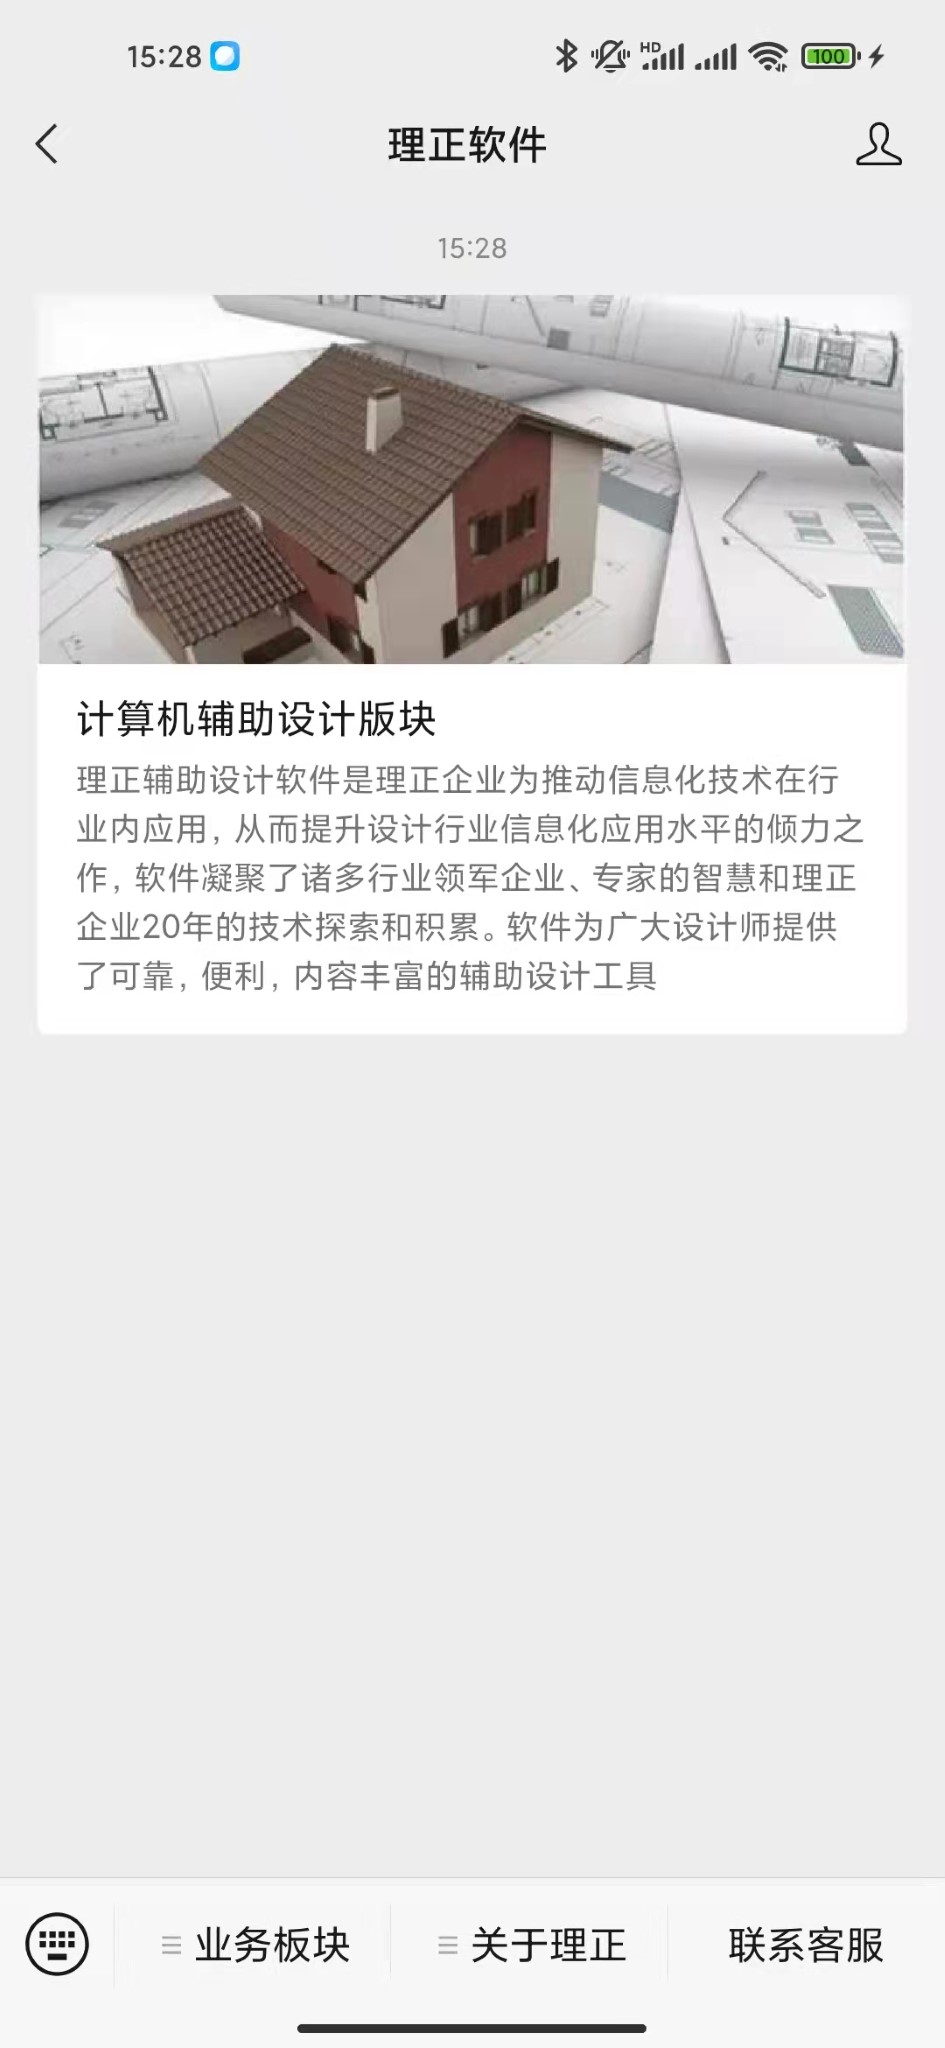 15:28
HD
100
理正软件
15:28
计算机辅助设计版块
理正辅助设计软件是理正企业为推动信息化技术在行
业内应用，从而提升设计行业信息化应用水平的倾力之
作，软件凝聚了诸多行业领军企业、专家的智慧和理正
企业20年的技术探索和积累。软件为广大设计师提供
了可靠，便利，内容丰富的辅助设计工具
业务板块
关于理正
联系客服